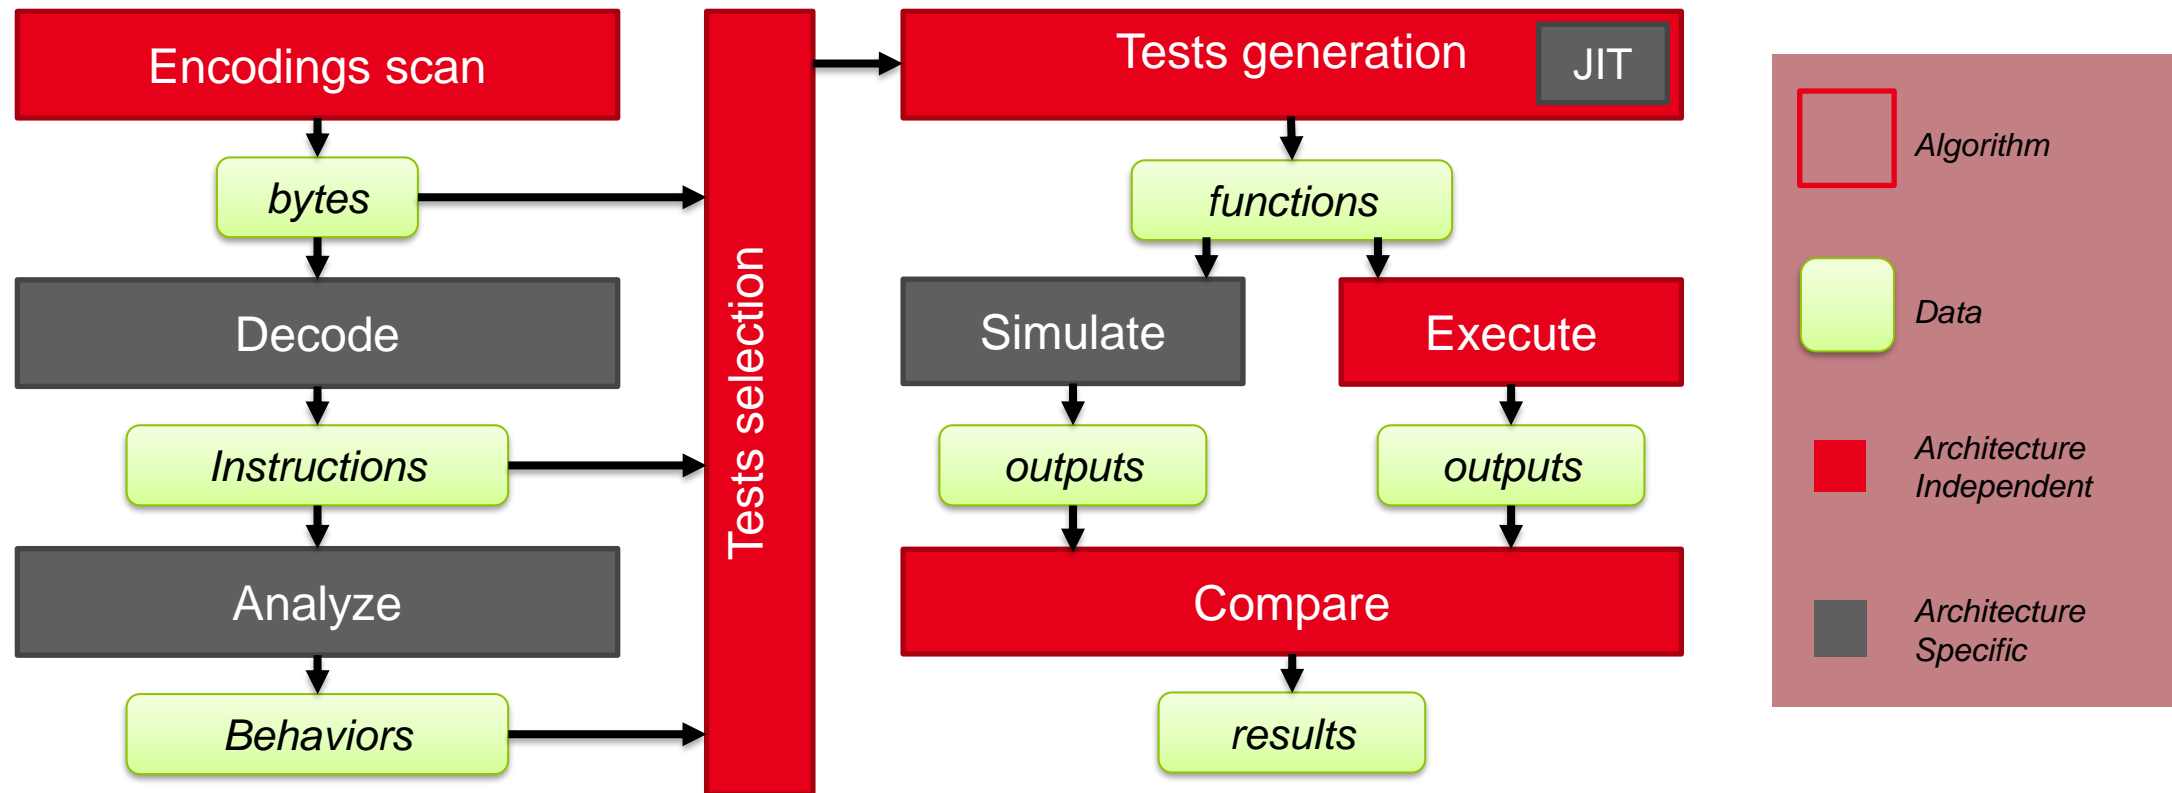 Encodings scan
bytes
Decode
Instructions
Analyze
Behaviors
Tests selection
Tests generation
JIT
functions
Simulate
Execute
outputs
outputs
Compare
results
Algorithm
Data
Architecture
Independent
Architecture
Specific